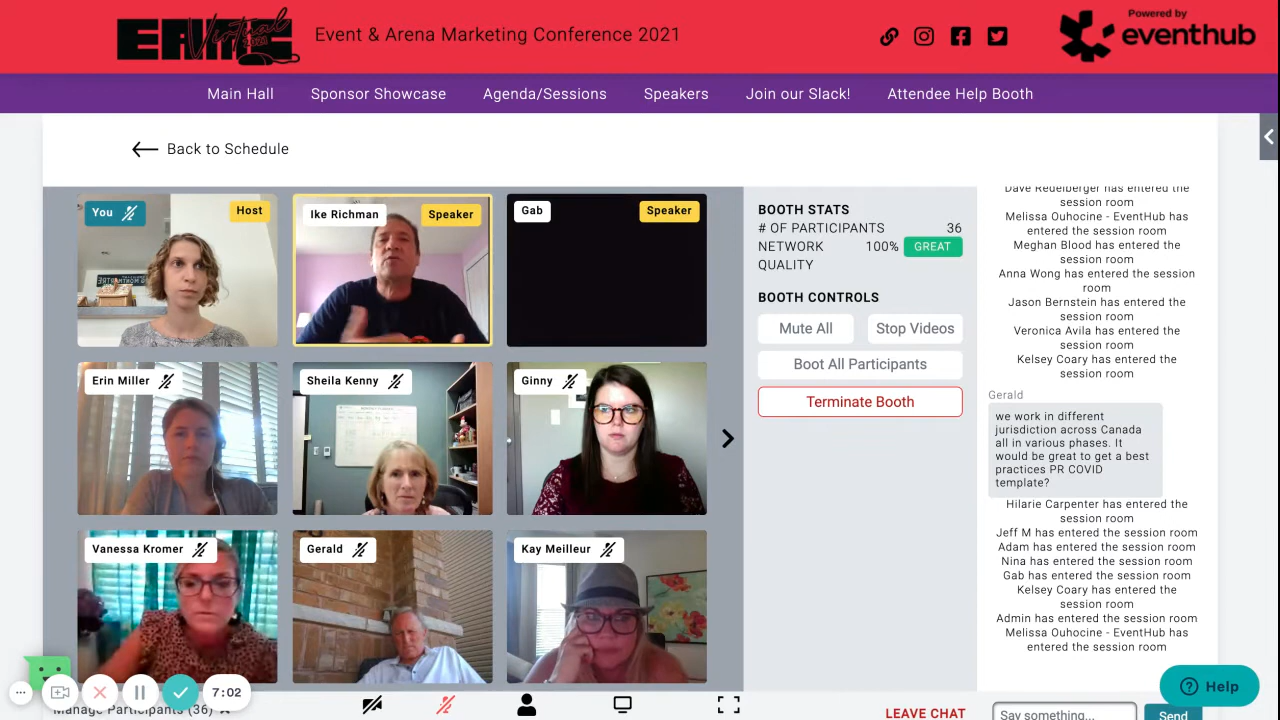 EAMC Virtual 2021
Event & Arena Marketing Conference 2021
Powered by
eventhub
Main Hall
Sponsor Showcase
Agenda/Sessions
Speakers
Join our Slack!
Attendee Help Booth
Back to Schedule
You
Host
Ike Richman
Speaker
Gab
Speaker
Erin Miller
Sheila Kenny
Ginny
Vanessa Kromer
Gerald
Kay Meilleur
BOOTH STATS
# OF PARTICIPANTS 36
NETWORK 100% GREAT
QUALITY
BOOTH CONTROLS
Mute All
Stop Videos
Boot All Participants
Terminate Booth
Dave Redelberger has entered the
session room
Melissa Ouhocine - EventHub has
entered the session room
Meghan Blood has entered the
session room
Anna Wong has entered the session
room
Jason Bernstein has entered the
session room
Veronica Avila has entered the
session room
Kelsey Coary has entered the
session room
Gerald
we work in different
jurisdiction across Canada
all in various phases. It
would be great to get a best
practices PR COVID
template?
Hilarie Carpenter has entered the
session room
Jeff M has entered the session room
Adam has entered the session room
Nina has entered the session room
Gab has entered the session room
Kelsey Coary has entered the
session room
Admin has entered the session room
Melissa Ouhocine - EventHub has
entered the session room
7:02
Manage Participants (36)
LEAVE CHAT
Say something...
Send
Help